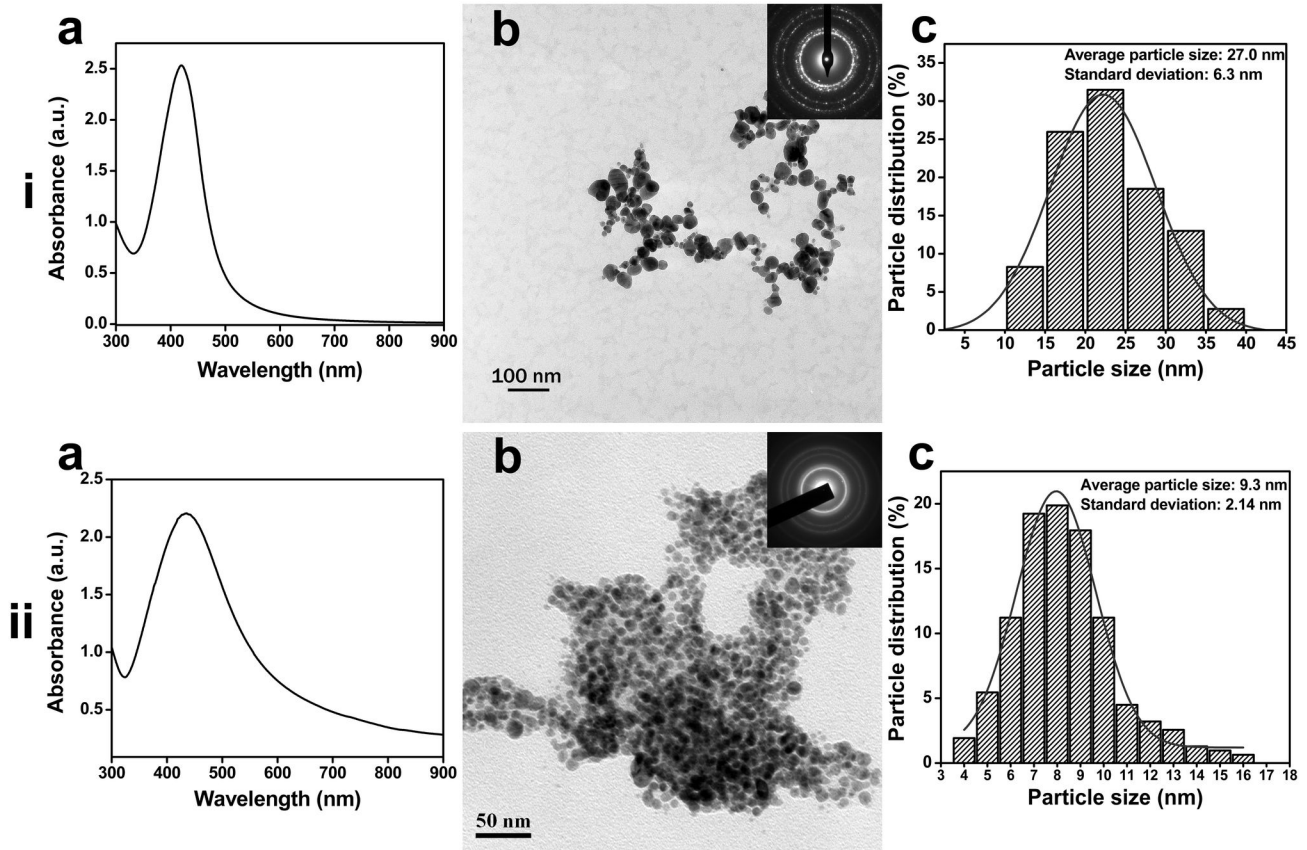 i
a
2.5
2.0
1.5
1.0
0.5
0.0
300 400 500 600 700 800 900
Absorbance (a.u.)
Wavelength (nm)
b
100 nm
c
Average particle size: 27.0 nm
Standard deviation: 6.3 nm
35
30
25
20
15
10
5
0
5 10 15 20 25 30 35 40 45
Particle distribution (%)
Particle size (nm)
ii
a
2.5
2.0
1.5
1.0
0.5
300 400 500 600 700 800 900
Absorbance (a.u.)
Wavelength (nm)
b
50 nm
c
Average particle size: 9.3 nm
Standard deviation: 2.14 nm
20
15
10
5
0
3 4 5 6 7 8 9 10 11 12 13 14 15 16 17 18
Particle distribution (%)
Particle size (nm)